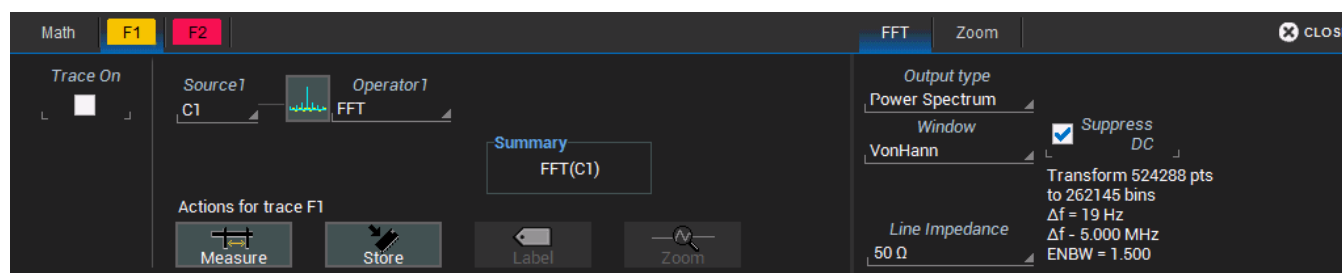 Math F1 F2 FFT Zoom CLOS
Trace On
Source1
C1
Operator1
FFT
Summary
FFT(C1)
Actions for trace F1
Measure Store Label Zoom
Output type
Power Spectrum
Window
VonHann
Suppress
DC
Transform 524288 pts
to 262145 bins
Δf = 19 Hz
Δf - 5.000 MHz
ENBW = 1.500
Line Impedance
50 Ω